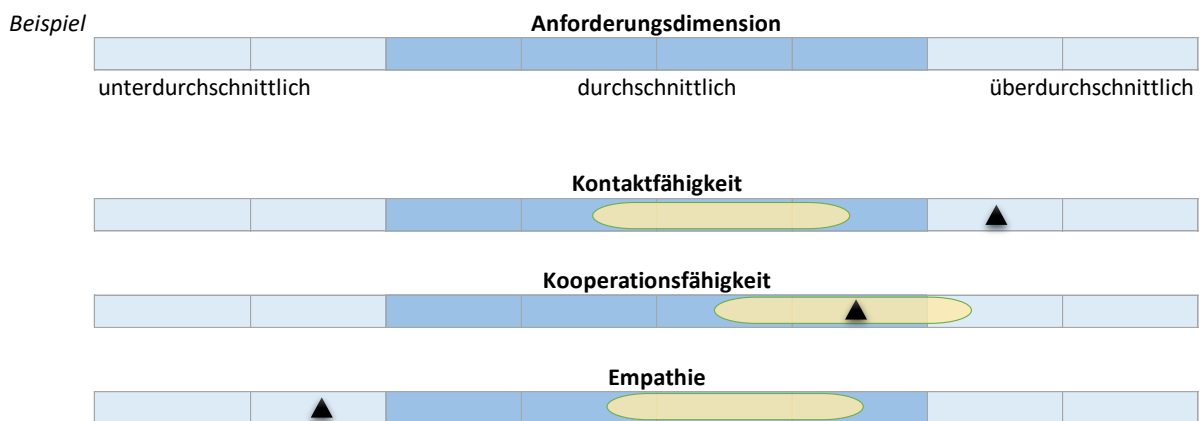 Beispiel
Anforderungsdimension
unterdurchschnittlich durchschnittlich überdurchschnittlich
Kontaktfähigkeit
Kooperationsfähigkeit
Empathie